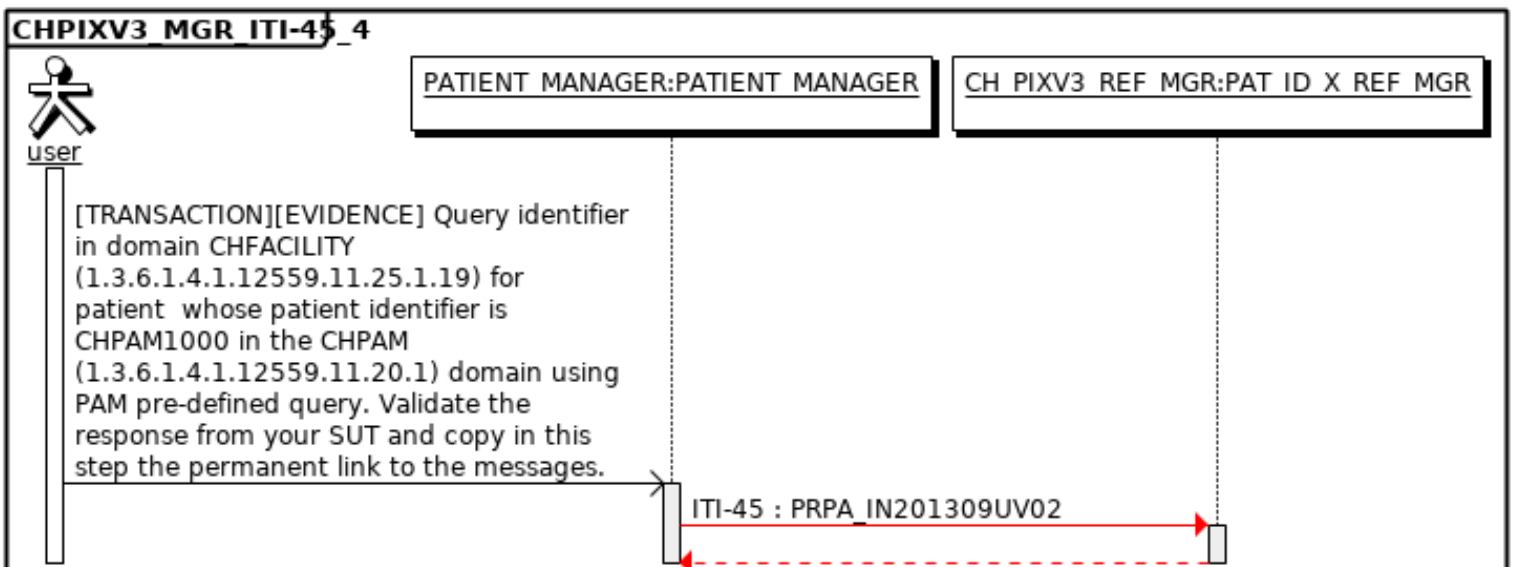 CHPIXV3_MGR_ITI-45_4
PATIENT_MANAGER:PATIENT_MANAGER
CH_PIXV3_REF_MGR:PAT_ID_X_REF_MGR
user
[TRANSACTION][EVIDENCE] Query identifier
in domain CHFACILITY
(1.3.6.1.4.1.12559.11.25.1.19) for
patient  whose patient identifier is
CHPAM1000 in the CHPAM
(1.3.6.1.4.1.12559.11.20.1) domain using
PAM pre-defined query. Validate the
response from your SUT and copy in this
step the permanent link to the messages.
ITI-45 : PRPA_IN201309UV02